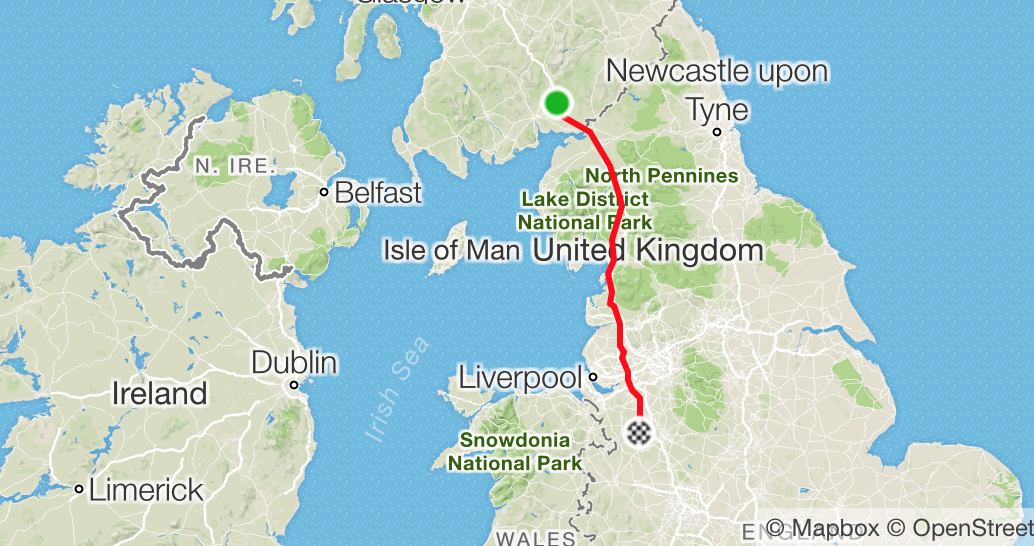 Glasgow
Newcastle upon
Tyne
N. IRE.
North Pennines
Belfast
Lake District
National Park
Isle of Man
United Kingdom
Dublin
Irish Sea
Liverpool
Ireland
Snowdonia
National Park
Limerick
WALES
ENGLAND
© Mapbox © OpenStreet